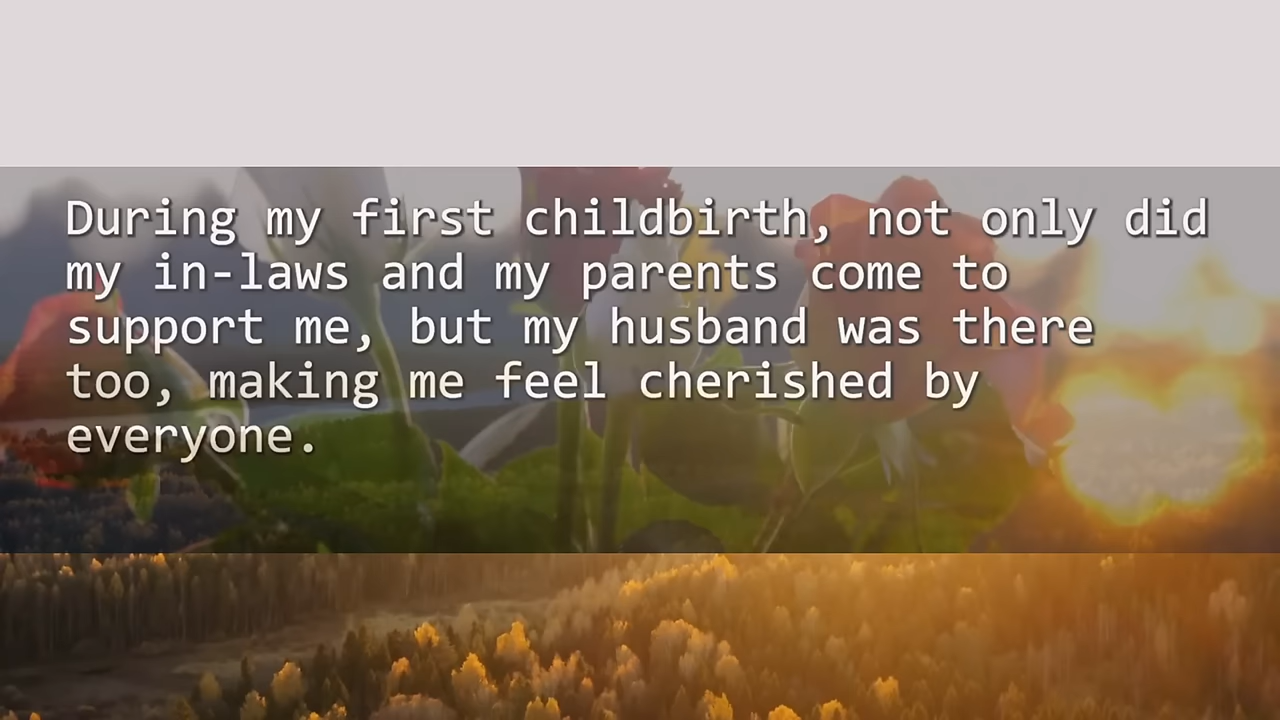 During my first childbirth, not only did
my in-laws and my parents come to
support me, but my husband was there
too, making me feel cherished by
everyone.